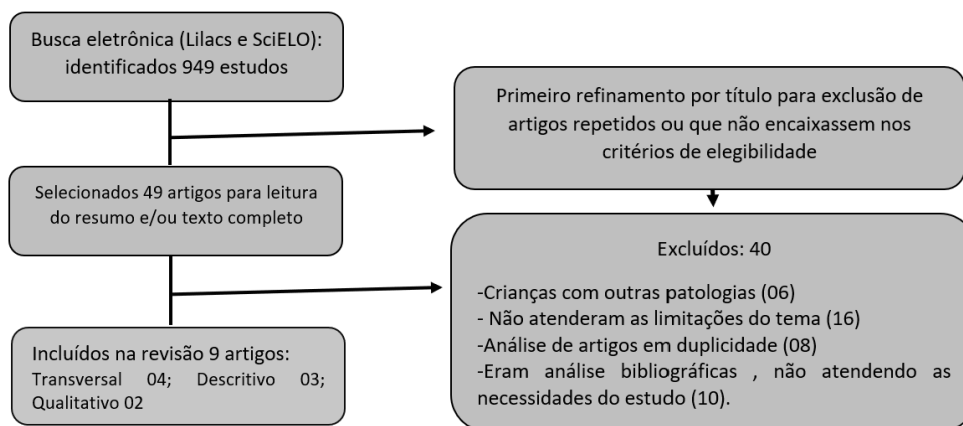 Busca eletrônica (Lilacs e SciELO):
identificados 949 estudos
Primeiro refinamento por título para exclusão de
artigos repetidos ou que não encaixassem nos
critérios de elegibilidade
Selecionados 49 artigos para leitura
do resumo e/ou texto completo
Excluídos: 40
-Crianças com outras patologias (06)
- Não atenderam as limitações do tema (16)
-Análise de artigos em duplicidade (08)
-Eram análise bibliográficas , não atendendo as
necessidades do estudo (10).
Incluídos na revisão 9 artigos:
Transversal 04; Descritivo 03;
Qualitativo 02